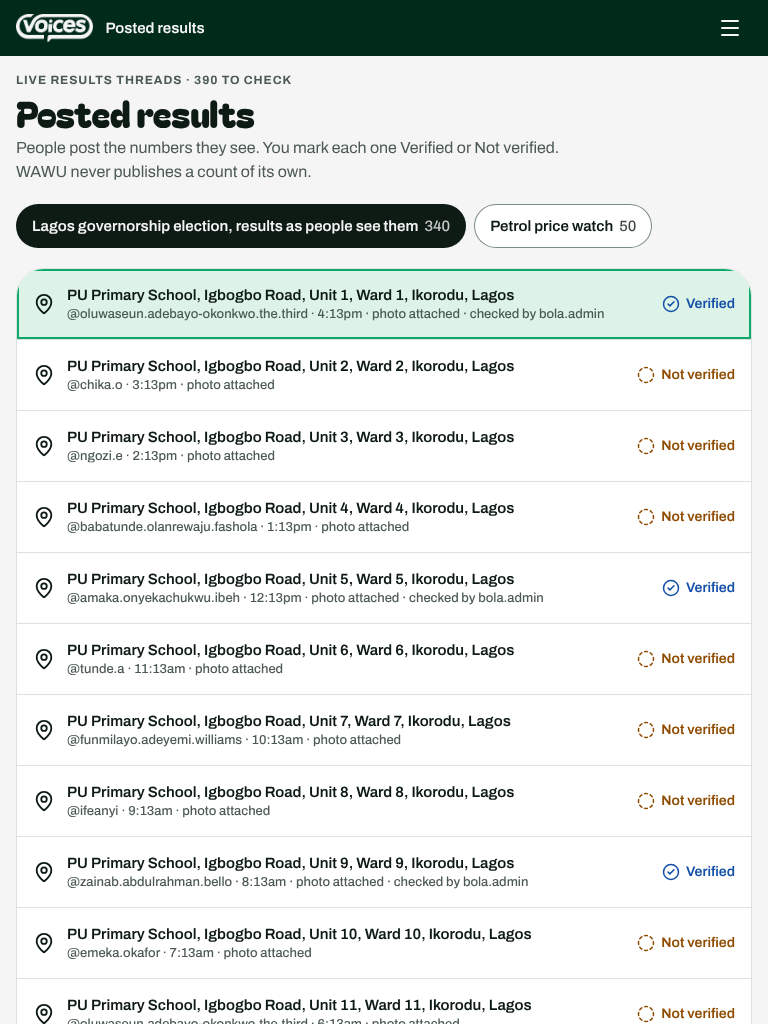 voices
Posted results
LIVE RESULTS THREADS · 390 TO CHECK
Posted results
People post the numbers they see. You mark each one Verified or Not verified.
WAWU never publishes a count of its own.
Lagos governorship election, results as people see them 340
Petrol price watch 50
PU Primary School, Igbogbo Road, Unit 1, Ward 1, Ikorodu, Lagos
@oluwaseun.adebayo-okonkwo.the.third · 4:13pm · photo attached · checked by bola.admin
Verified
PU Primary School, Igbogbo Road, Unit 2, Ward 2, Ikorodu, Lagos
@chika.o · 3:13pm · photo attached
Not verified
PU Primary School, Igbogbo Road, Unit 3, Ward 3, Ikorodu, Lagos
@ngozi.e · 2:13pm · photo attached
Not verified
PU Primary School, Igbogbo Road, Unit 4, Ward 4, Ikorodu, Lagos
@babatunde.olanrewaju.fashola · 1:13pm · photo attached
Not verified
PU Primary School, Igbogbo Road, Unit 5, Ward 5, Ikorodu, Lagos
@amaka.onyekachukwu.ibeh · 12:13pm · photo attached · checked by bola.admin
Verified
PU Primary School, Igbogbo Road, Unit 6, Ward 6, Ikorodu, Lagos
@tunde.a · 11:13am · photo attached
Not verified
PU Primary School, Igbogbo Road, Unit 7, Ward 7, Ikorodu, Lagos
@funmilayo.adeyemi.williams · 10:13am · photo attached
Not verified
PU Primary School, Igbogbo Road, Unit 8, Ward 8, Ikorodu, Lagos
@ifeanyi · 9:13am · photo attached
Not verified
PU Primary School, Igbogbo Road, Unit 9, Ward 9, Ikorodu, Lagos
@zainab.abdulrahman.bello · 8:13am · photo attached · checked by bola.admin
Verified
PU Primary School, Igbogbo Road, Unit 10, Ward 10, Ikorodu, Lagos
@emeka.okafor · 7:13am · photo attached
Not verified
PU Primary School, Igbogbo Road, Unit 11, Ward 11, Ikorodu, Lagos
@oluwaseun.adebayo-okonkwo.the.third · 6:13am · photo attached
Not verified